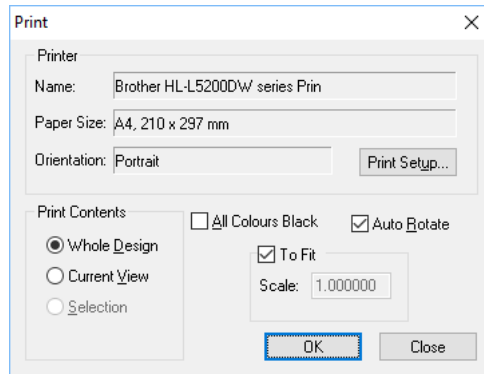 Print
Printer
Name: Brother HL-L5200DW series Prin
Paper Size: A4, 210 x 297 mm
Orientation: Portrait Print Setup...
Print Contents
All Colours Black Auto Rotate
Whole Design
To Fit
Current View
Scale: 1.000000
Selection
OK Close